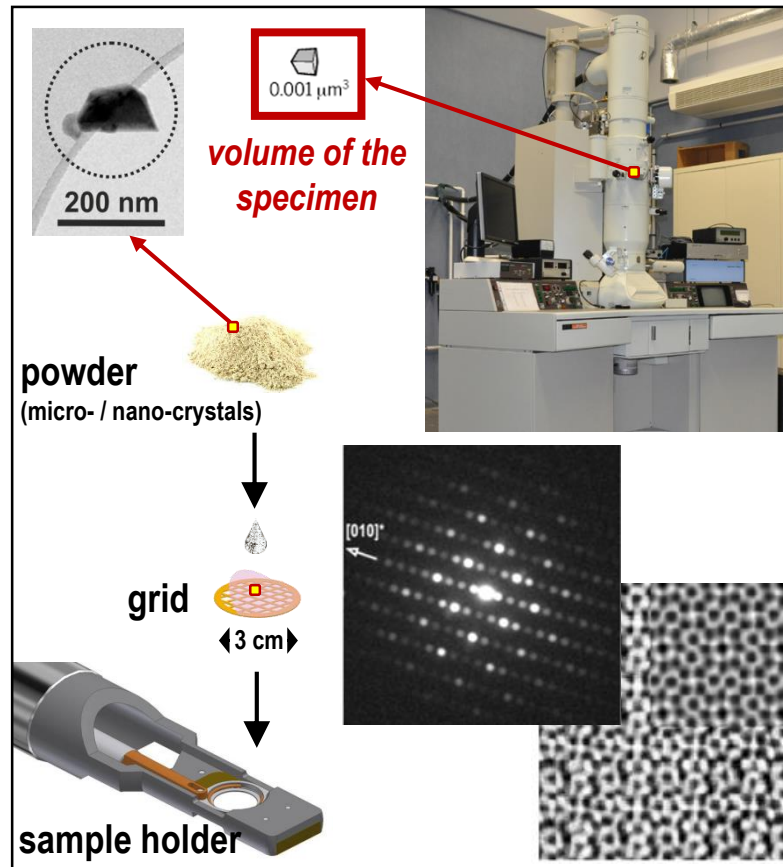 200 nm
0.001 μm³
volume of the
specimen
powder
(micro- / nano-crystals)
[010]*
grid
3 cm
sample holder